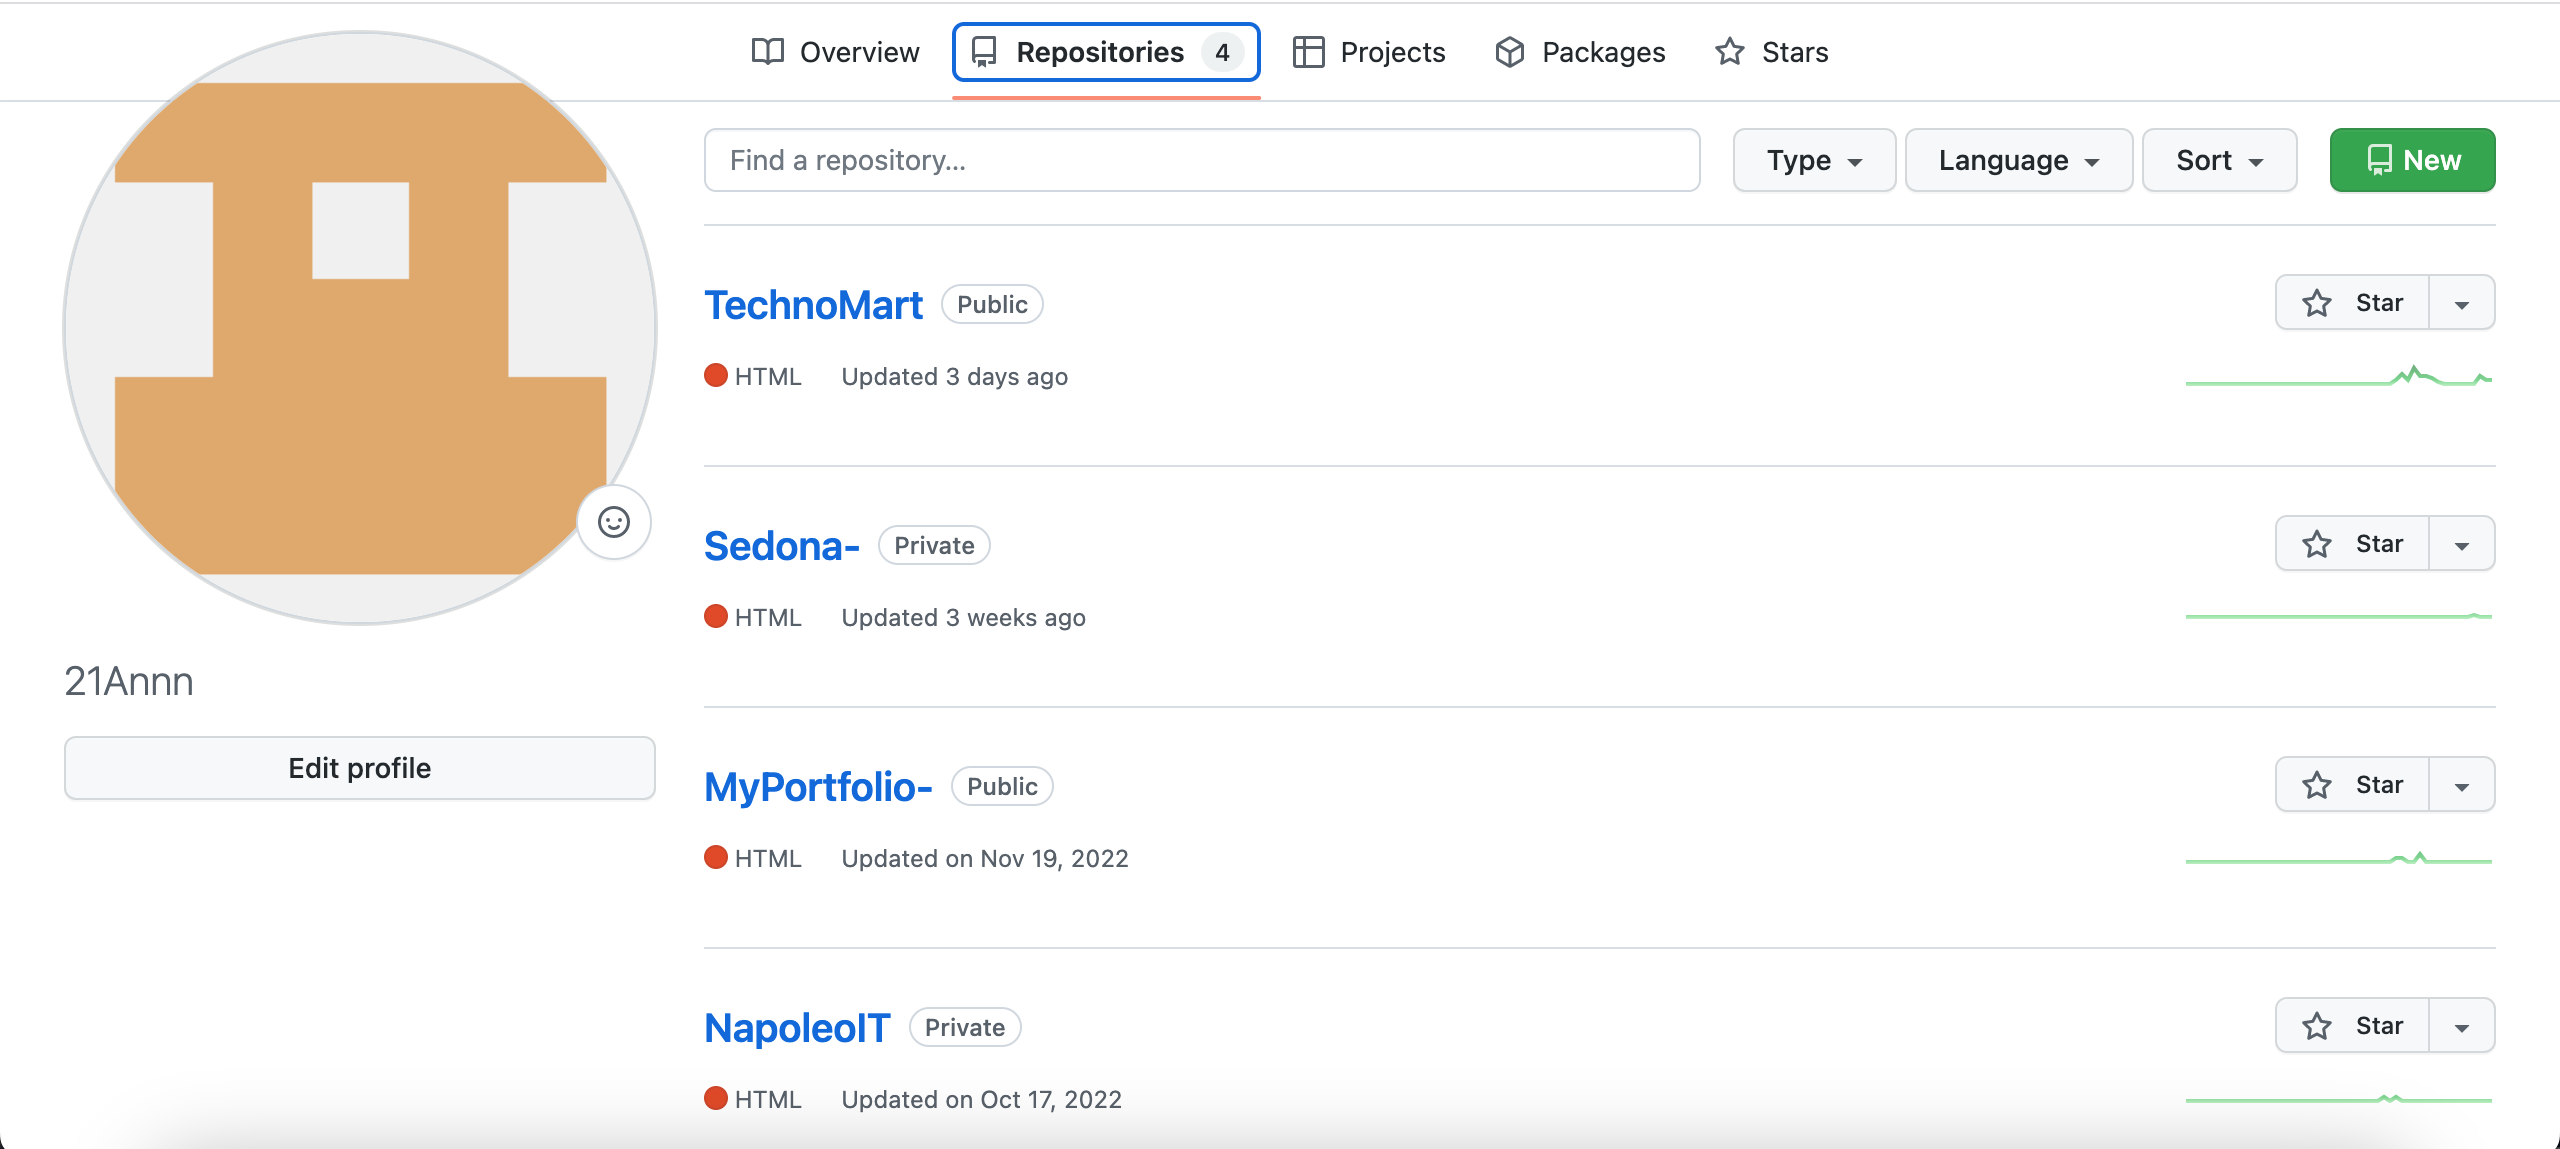 Overview Repositories 4 Projects Packages Stars
Find a repository... Type Language Sort New
TechnoMart Public Star
HTML Updated 3 days ago
Sedona- Private Star
HTML Updated 3 weeks ago
21Annn
Edit profile
MyPortfolio- Public Star
HTML Updated on Nov 19, 2022
NapoleoIT Private Star
HTML Updated on Oct 17, 2022